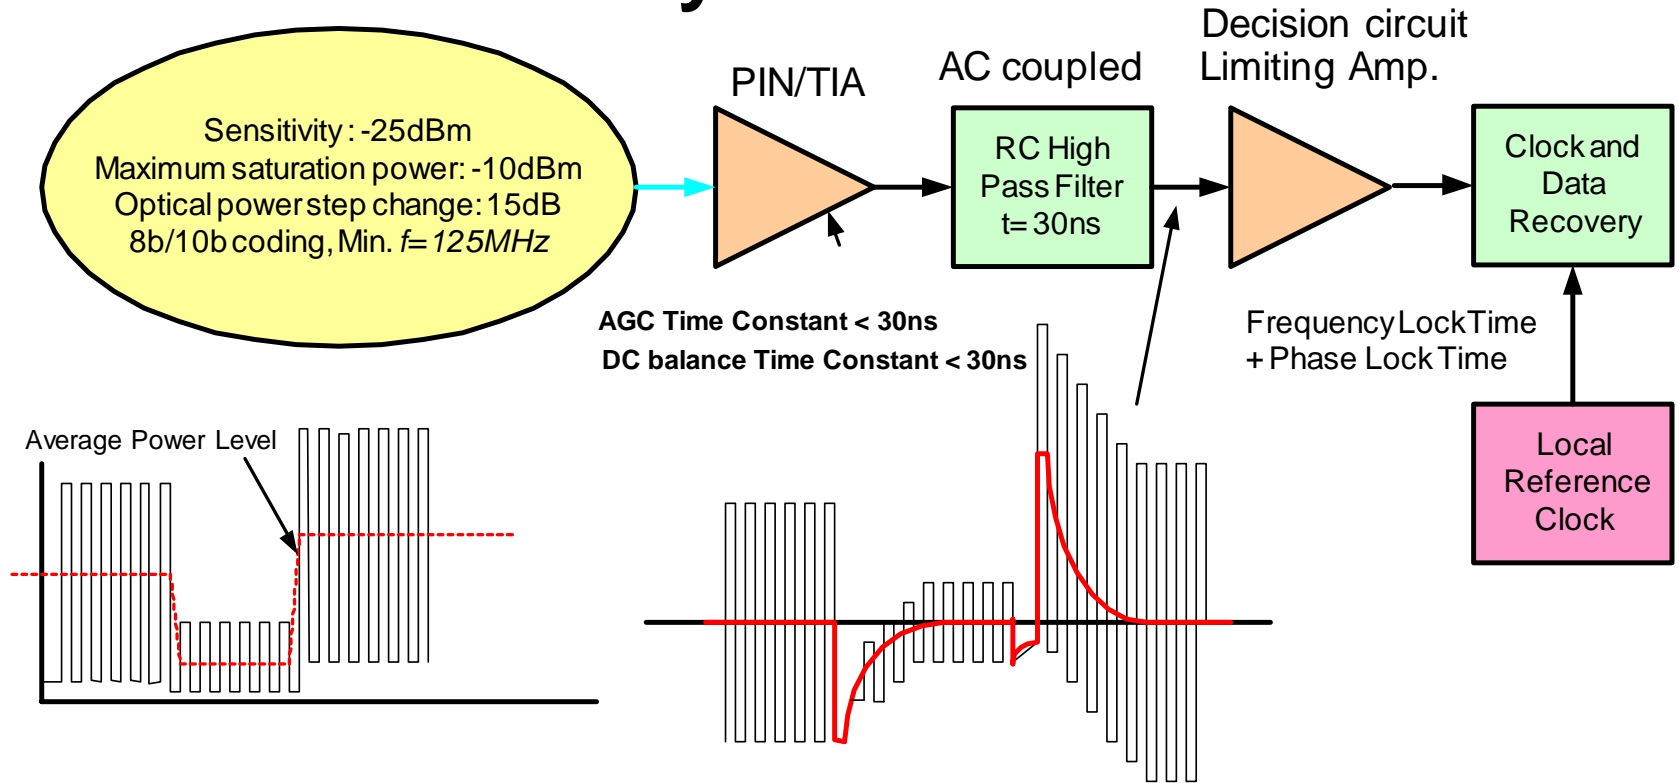 Sensitivity: -25dBm
Maximum saturation power: -10dBm
Optical power step change: 15dB
8b/10b coding, Min. f= 125MHz
PIN/TIA
AC coupled
RC High
Pass Filter
t= 30ns
Decision circuit
Limiting Amp.
Clock and
Data
Recovery
AGC Time Constant < 30ns
DC balance Time Constant < 30ns
Frequency Lock Time
+ Phase Lock Time
Local
Reference
Clock
Average Power Level